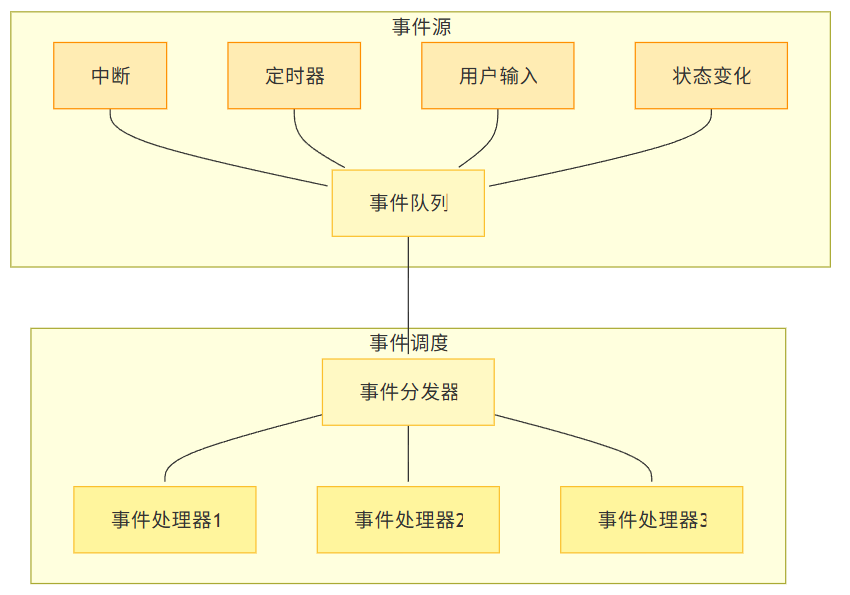 事件源
中断
定时器
用户输入
状态变化
事件队列
事件调度
事件分发器
事件处理器1
事件处理器2
事件处理器3